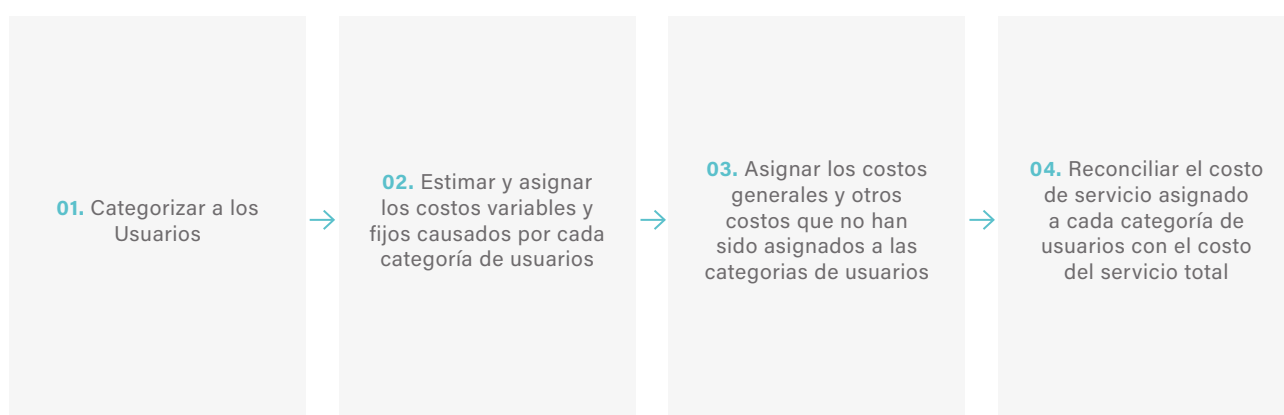 01. Categorizar a los
Usuarios
02. Estimar y asignar
los costos variables y
fijos causados por cada
categoría de usuarios
03. Asignar los costos
generales y otros
costos que no han
sido asignados a las
categorias de usuarios
04. Reconciliar el costo
de servicio asignado
a cada categoría de
usuarios con el costo
del servicio total